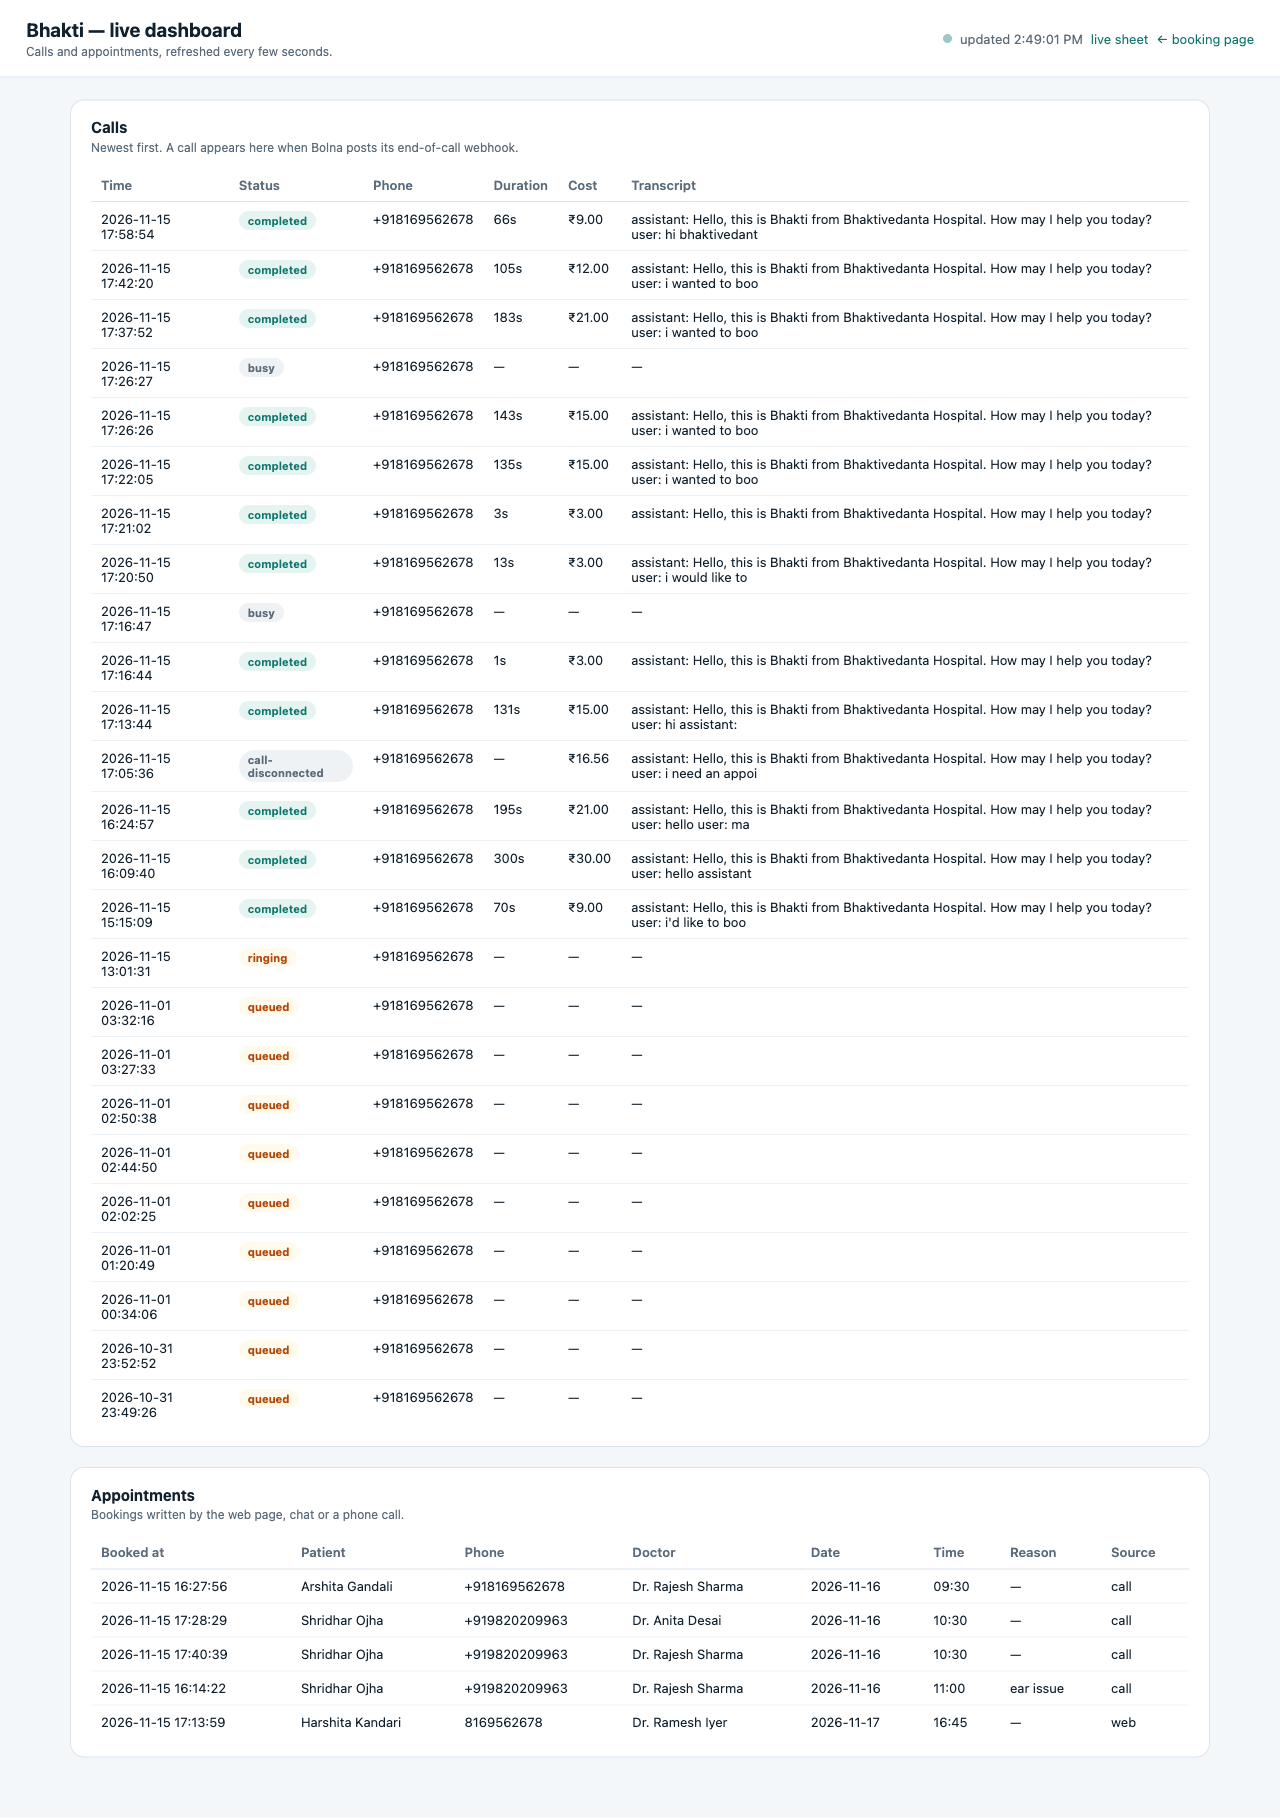 Bhakti — live dashboard
Calls and appointments, refreshed every few seconds.
updated 2:49:01 PM live sheet ← booking page
Calls
Newest first. A call appears here when Bolna posts its end-of-call webhook.
Time Status Phone Duration Cost Transcript
2026-11-15 completed +918169562678 66s ₹9.00 assistant: Hello, this is Bhakti from Bhaktivedanta Hospital. How may I help you today?
17:58:54 user: hi bhaktivedant
2026-11-15 completed +918169562678 105s ₹12.00 assistant: Hello, this is Bhakti from Bhaktivedanta Hospital. How may I help you today?
17:42:20 user: i wanted to boo
2026-11-15 completed +918169562678 183s ₹21.00 assistant: Hello, this is Bhakti from Bhaktivedanta Hospital. How may I help you today?
17:37:52 user: i wanted to boo
2026-11-15 busy +918169562678 — — —
17:26:27
2026-11-15 completed +918169562678 143s ₹15.00 assistant: Hello, this is Bhakti from Bhaktivedanta Hospital. How may I help you today?
17:26:26 user: i wanted to boo
2026-11-15 completed +918169562678 135s ₹15.00 assistant: Hello, this is Bhakti from Bhaktivedanta Hospital. How may I help you today?
17:22:05 user: i wanted to boo
2026-11-15 completed +918169562678 3s ₹3.00 assistant: Hello, this is Bhakti from Bhaktivedanta Hospital. How may I help you today?
17:21:02
2026-11-15 completed +918169562678 13s ₹3.00 assistant: Hello, this is Bhakti from Bhaktivedanta Hospital. How may I help you today?
17:20:50 user: i would like to
2026-11-15 busy +918169562678 — — —
17:16:47
2026-11-15 completed +918169562678 1s ₹3.00 assistant: Hello, this is Bhakti from Bhaktivedanta Hospital. How may I help you today?
17:16:44
2026-11-15 completed +918169562678 131s ₹15.00 assistant: Hello, this is Bhakti from Bhaktivedanta Hospital. How may I help you today?
17:13:44 user: hi assistant:
2026-11-15 call- +918169562678 — ₹16.56 assistant: Hello, this is Bhakti from Bhaktivedanta Hospital. How may I help you today?
17:05:36 disconnected user: i need an appoi
2026-11-15 completed +918169562678 195s ₹21.00 assistant: Hello, this is Bhakti from Bhaktivedanta Hospital. How may I help you today?
16:24:57 user: hello user: ma
2026-11-15 completed +918169562678 300s ₹30.00 assistant: Hello, this is Bhakti from Bhaktivedanta Hospital. How may I help you today?
16:09:40 user: hello assistant
2026-11-15 completed +918169562678 70s ₹9.00 assistant: Hello, this is Bhakti from Bhaktivedanta Hospital. How may I help you today?
15:15:09 user: i'd like to boo
2026-11-15 ringing +918169562678 — — —
13:01:31
2026-11-01 queued +918169562678 — — —
03:32:16
2026-11-01 queued +918169562678 — — —
03:27:33
2026-11-01 queued +918169562678 — — —
02:50:38
2026-11-01 queued +918169562678 — — —
02:44:50
2026-11-01 queued +918169562678 — — —
02:02:25
2026-11-01 queued +918169562678 — — —
01:20:49
2026-11-01 queued +918169562678 — — —
00:34:06
2026-10-31 queued +918169562678 — — —
23:52:52
2026-10-31 queued +918169562678 — — —
23:49:26
Appointments
Bookings written by the web page, chat or a phone call.
Booked at Patient Phone Doctor Date Time Reason Source
2026-11-15 16:27:56 Arshita Gandali +918169562678 Dr. Rajesh Sharma 2026-11-16 09:30 — call
2026-11-15 17:28:29 Shridhar Ojha +919820209963 Dr. Anita Desai 2026-11-16 10:30 — call
2026-11-15 17:40:39 Shridhar Ojha +919820209963 Dr. Rajesh Sharma 2026-11-16 10:30 — call
2026-11-15 16:14:22 Shridhar Ojha +919820209963 Dr. Rajesh Sharma 2026-11-16 11:00 ear issue call
2026-11-15 17:13:59 Harshita Kandari 8169562678 Dr. Ramesh Iyer 2026-11-17 16:45 — web